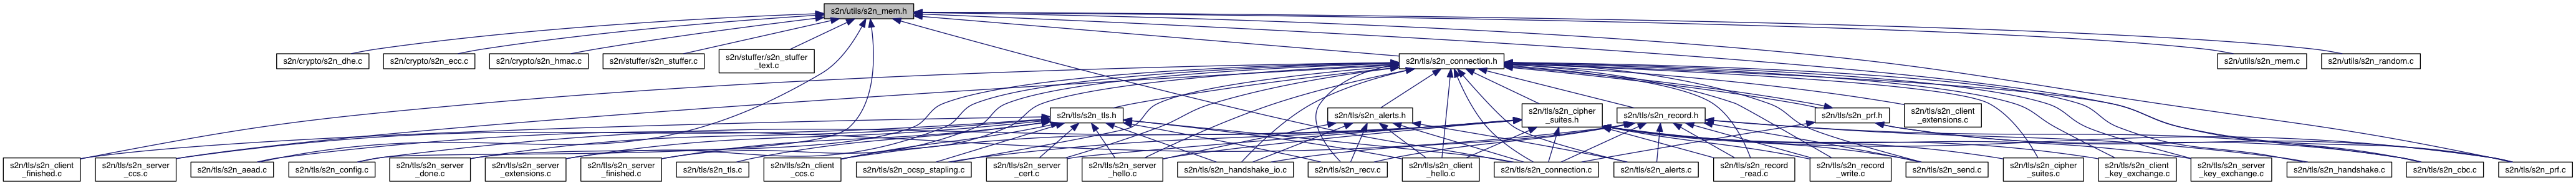 s2n/utils/s2n_mem.h
s2n/crypto/s2n_dhe.c
s2n/crypto/s2n_ecc.c
s2n/crypto/s2n_hmac.c
s2n/stuffer/s2n_stuffer.c
s2n/stuffer/s2n_stuffer
_text.c
s2n/tls/s2n_connection.h
s2n/utils/s2n_mem.c
s2n/utils/s2n_random.c
s2n/tls/s2n_tls.h
s2n/tls/s2n_alerts.h
s2n/tls/s2n_cipher
_suites.h
s2n/tls/s2n_record.h
s2n/tls/s2n_prf.h
s2n/tls/s2n_client
_extensions.c
s2n/tls/s2n_client
_finished.c
s2n/tls/s2n_server
_ccs.c
s2n/tls/s2n_aead.c
s2n/tls/s2n_config.c
s2n/tls/s2n_server
_done.c
s2n/tls/s2n_server
_extensions.c
s2n/tls/s2n_server
_finished.c
s2n/tls/s2n_tls.c
s2n/tls/s2n_client
_ccs.c
s2n/tls/s2n_ocsp_stapling.c
s2n/tls/s2n_server
_cert.c
s2n/tls/s2n_server
_hello.c
s2n/tls/s2n_handshake_io.c
s2n/tls/s2n_recv.c
s2n/tls/s2n_client
_hello.c
s2n/tls/s2n_connection.c
s2n/tls/s2n_alerts.c
s2n/tls/s2n_record
_read.c
s2n/tls/s2n_record
_write.c
s2n/tls/s2n_send.c
s2n/tls/s2n_cipher
_suites.c
s2n/tls/s2n_client
_key_exchange.c
s2n/tls/s2n_server
_key_exchange.c
s2n/tls/s2n_handshake.c
s2n/tls/s2n_cbc.c
s2n/tls/s2n_prf.c